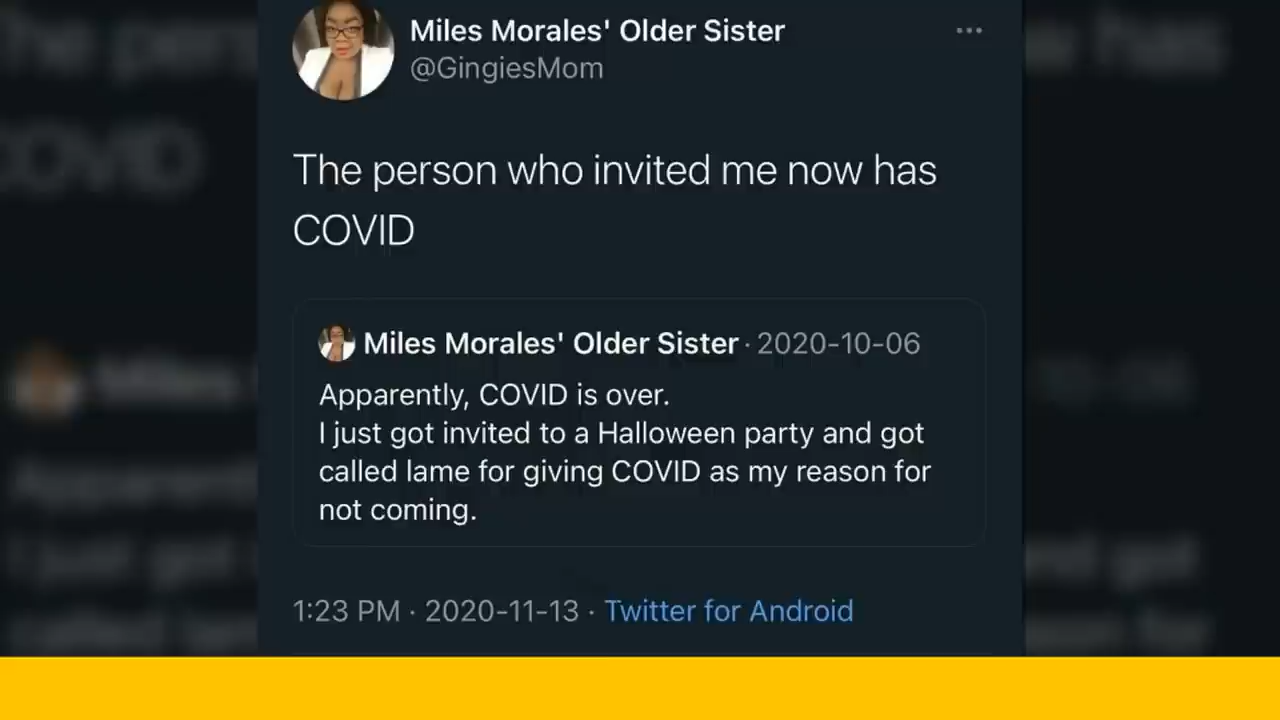 Miles Morales' Older Sister
@GingiesMom
The person who invited me now has
COVID
Miles Morales' Older Sister · 2020-10-06
Apparently, COVID is over.
I just got invited to a Halloween party and got
called lame for giving COVID as my reason for
not coming.
1:23 PM · 2020-11-13 · Twitter for Android